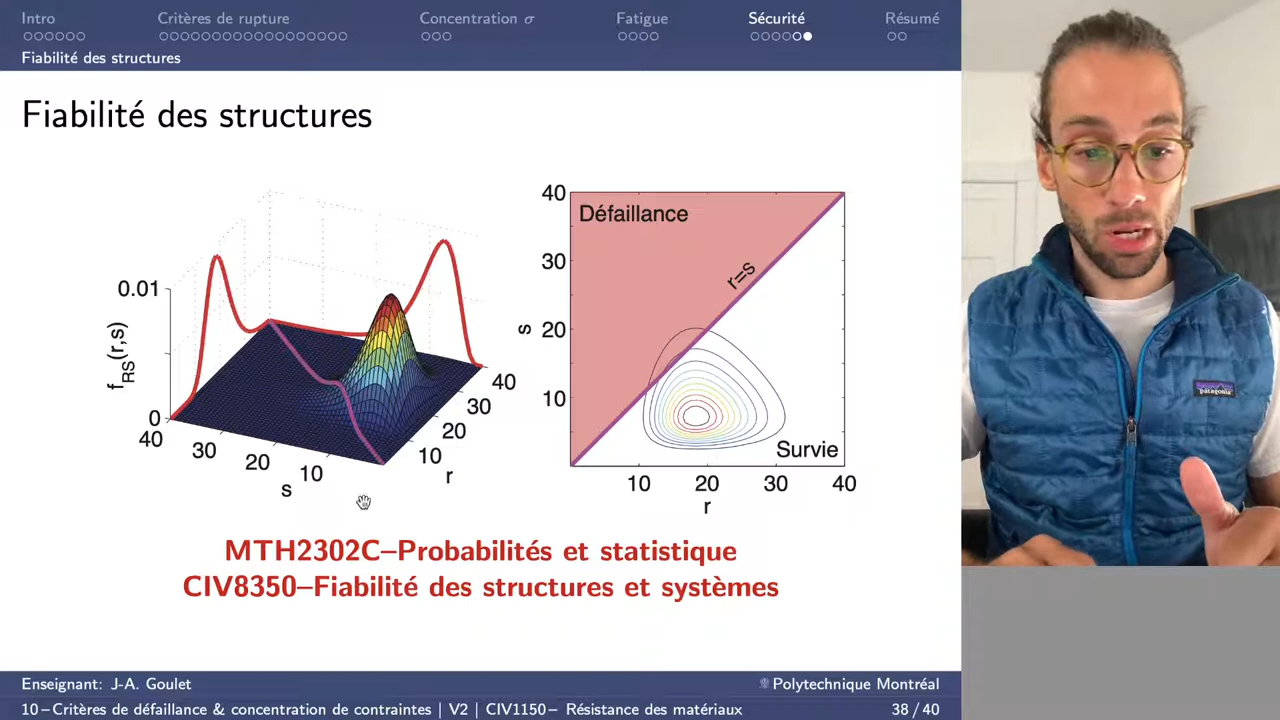 Intro Critères de rupture Concentration σ Fatigue Sécurité Résumé
Fiabilité des structures
Fiabilité des structures
0.01
f_RS(r,s)
0
40
30
20
10
s
10
20
30
40
r
40
30
20
10
s
Défaillance
r=s
Survie
10 20 30 40
r
MTH2302C–Probabilités et statistique
CIV8350–Fiabilité des structures et systèmes
patagonia
Enseignant: J-A. Goulet Polytechnique Montréal
10–Critères de défaillance & concentration de contraintes | V2 | CIV1150– Résistance des matériaux 38 / 40